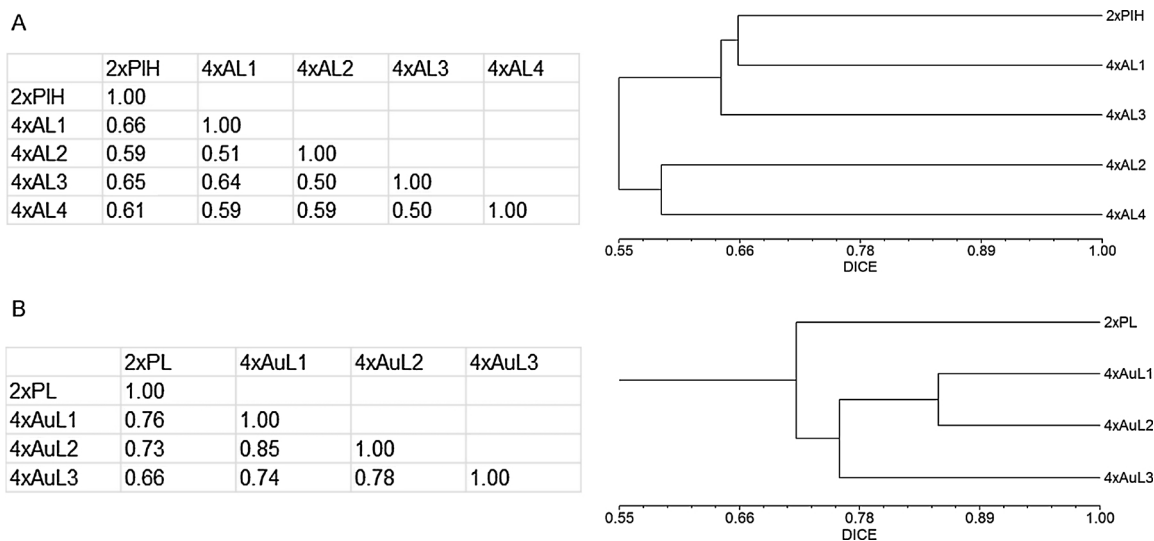 A
2xPIH 4xAL1 4xAL2 4xAL3 4xAL4
2xPIH 1.00
4xAL1 0.66 1.00
4xAL2 0.59 0.51 1.00
4xAL3 0.65 0.64 0.50 1.00
4xAL4 0.61 0.59 0.59 0.50 1.00
2xPIH
4xAL1
4xAL3
4xAL2
4xAL4
0.55 0.66 0.78 0.89 1.00
DICE
B
2xPL 4xAuL1 4xAuL2 4xAuL3
2xPL 1.00
4xAuL1 0.76 1.00
4xAuL2 0.73 0.85 1.00
4xAuL3 0.66 0.74 0.78 1.00
2xPL
4xAuL1
4xAuL2
4xAuL3
0.55 0.66 0.78 0.89 1.00
DICE